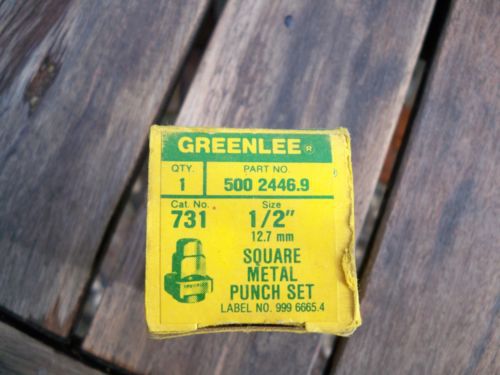 GREENLEE®
QTY. PART NO.
1 500 2446.9
Cat. No. Size
731 1/2"
12.7 mm
SQUARE
METAL
PUNCH SET
LABEL NO. 999 6665.4